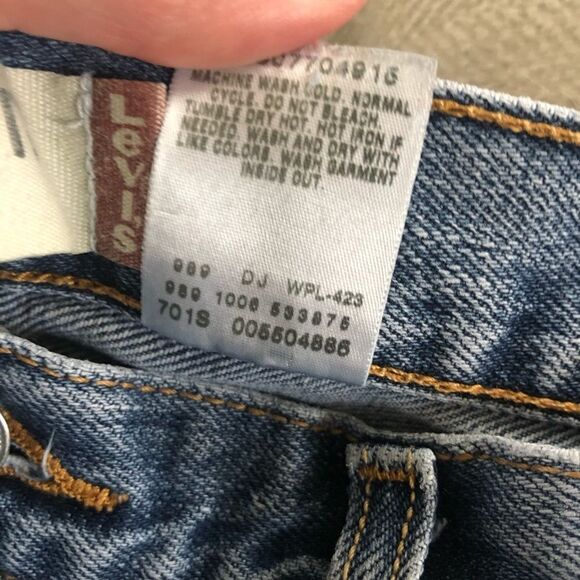 7704916
MACHINE WASH COLD, NORMAL
CYCLE. DO NOT BLEACH.
TUMBLE DRY HOT. HOT IRON IF
NEEDED. WASH AND DRY WITH
LIKE COLORS. WASH GARMENT
INSIDE OUT.
Levi's
989 DJ WPL-423
989 1006 533875
701S 005504886